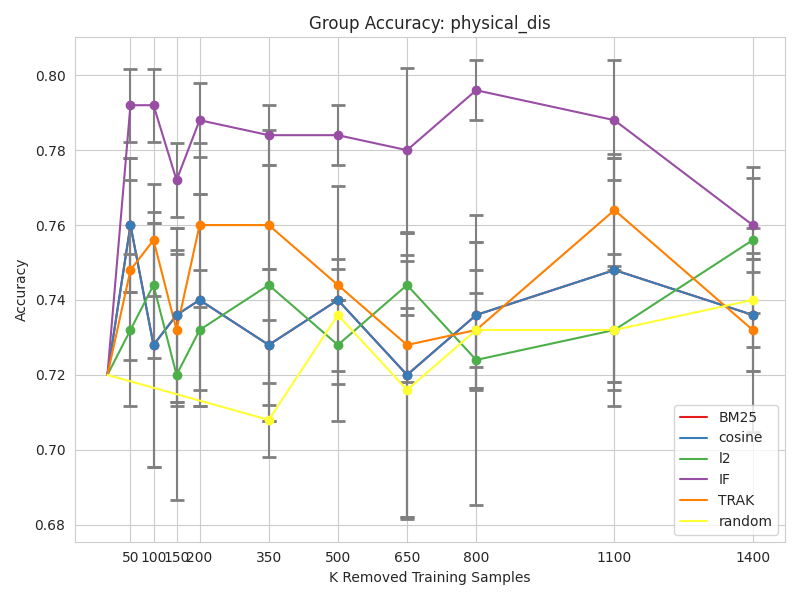 Group Accuracy: physical_dis
Accuracy
0.80
0.78
0.76
0.74
0.72
0.70
0.68
50 100 150 200 350 500 650 800 1100 1400
K Removed Training Samples
BM25
cosine
l2
IF
TRAK
random